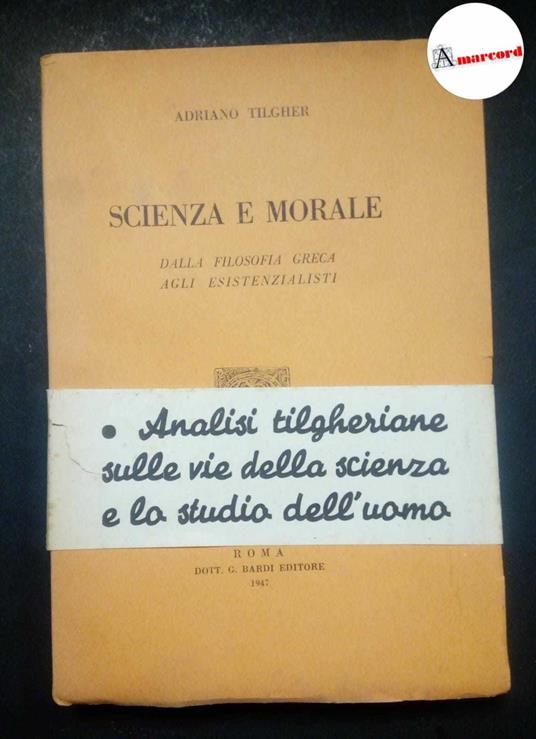 Amarcord
ADRIANO TILGHER
SCIENZA E MORALE
DALLA FILOSOFIA GRECA
AGLI ESISTENZIALISTI
• Analisi tilgheriane
sulle vie della scienza
e lo studio dell'uomo
ROMA
DOTT. G. BARDI EDITORE
1947